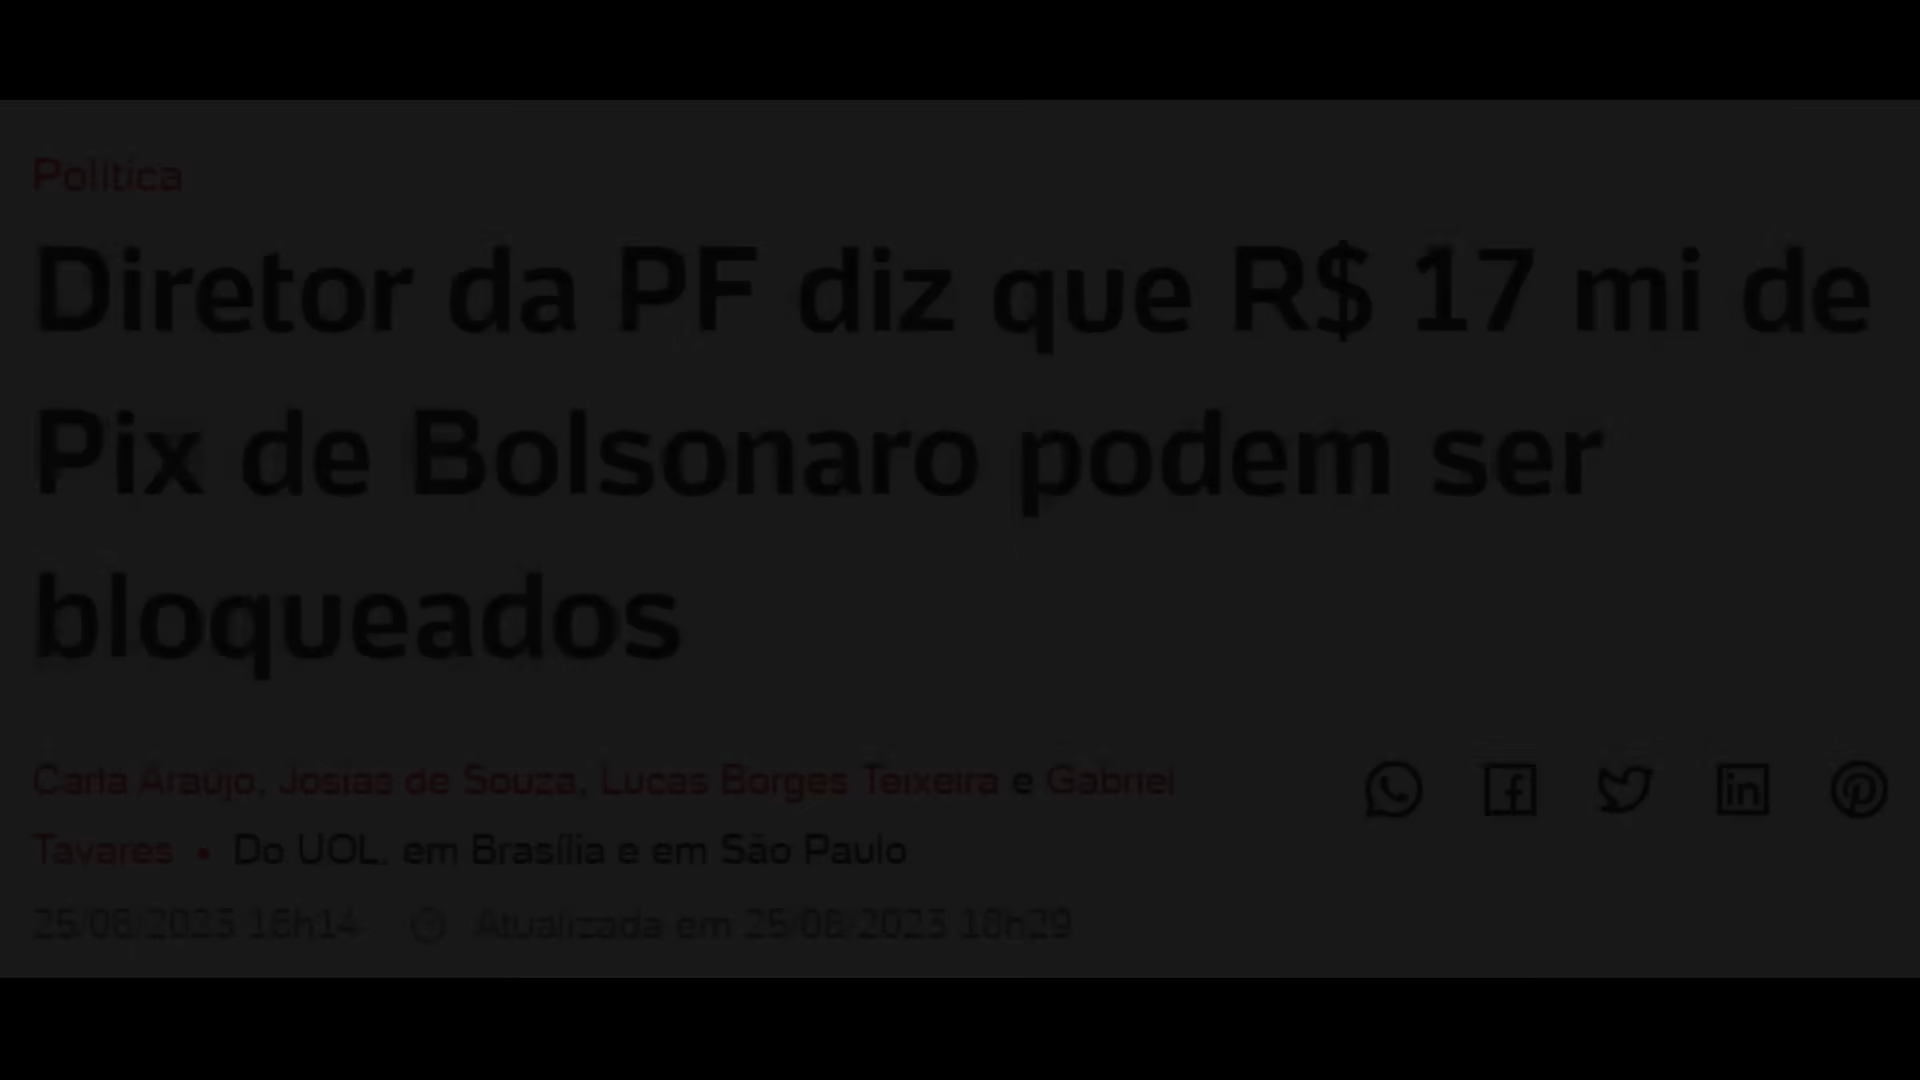 Política
Diretor da PF diz que R$ 17 mi de
Pix de Bolsonaro podem ser
bloqueados
Carla Araújo, Josias de Souza, Lucas Borges Teixeira e Gabriel
Tavares • Do UOL, em Brasília e em São Paulo
25/08/2023 16h14 Atualizada em 25/08/2023 18h29